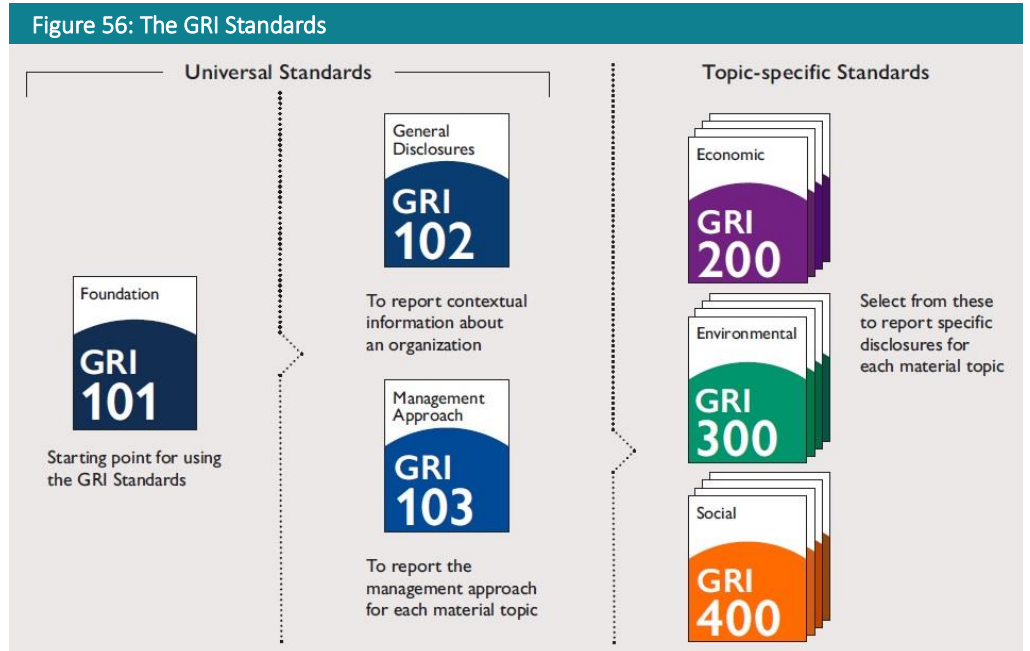 Figure 56: The GRI Standards
Universal Standards
Foundation
GRI
101
Starting point for using
the GRI Standards
General
Disclosures
GRI
102
To report contextual
information about
an organization
Management
Approach
GRI
103
To report the
management approach
for each material topic
Topic-specific Standards
Economic
GRI
200
Environmental
GRI
300
Social
GRI
400
Select from these
to report specific
disclosures for
each material topic